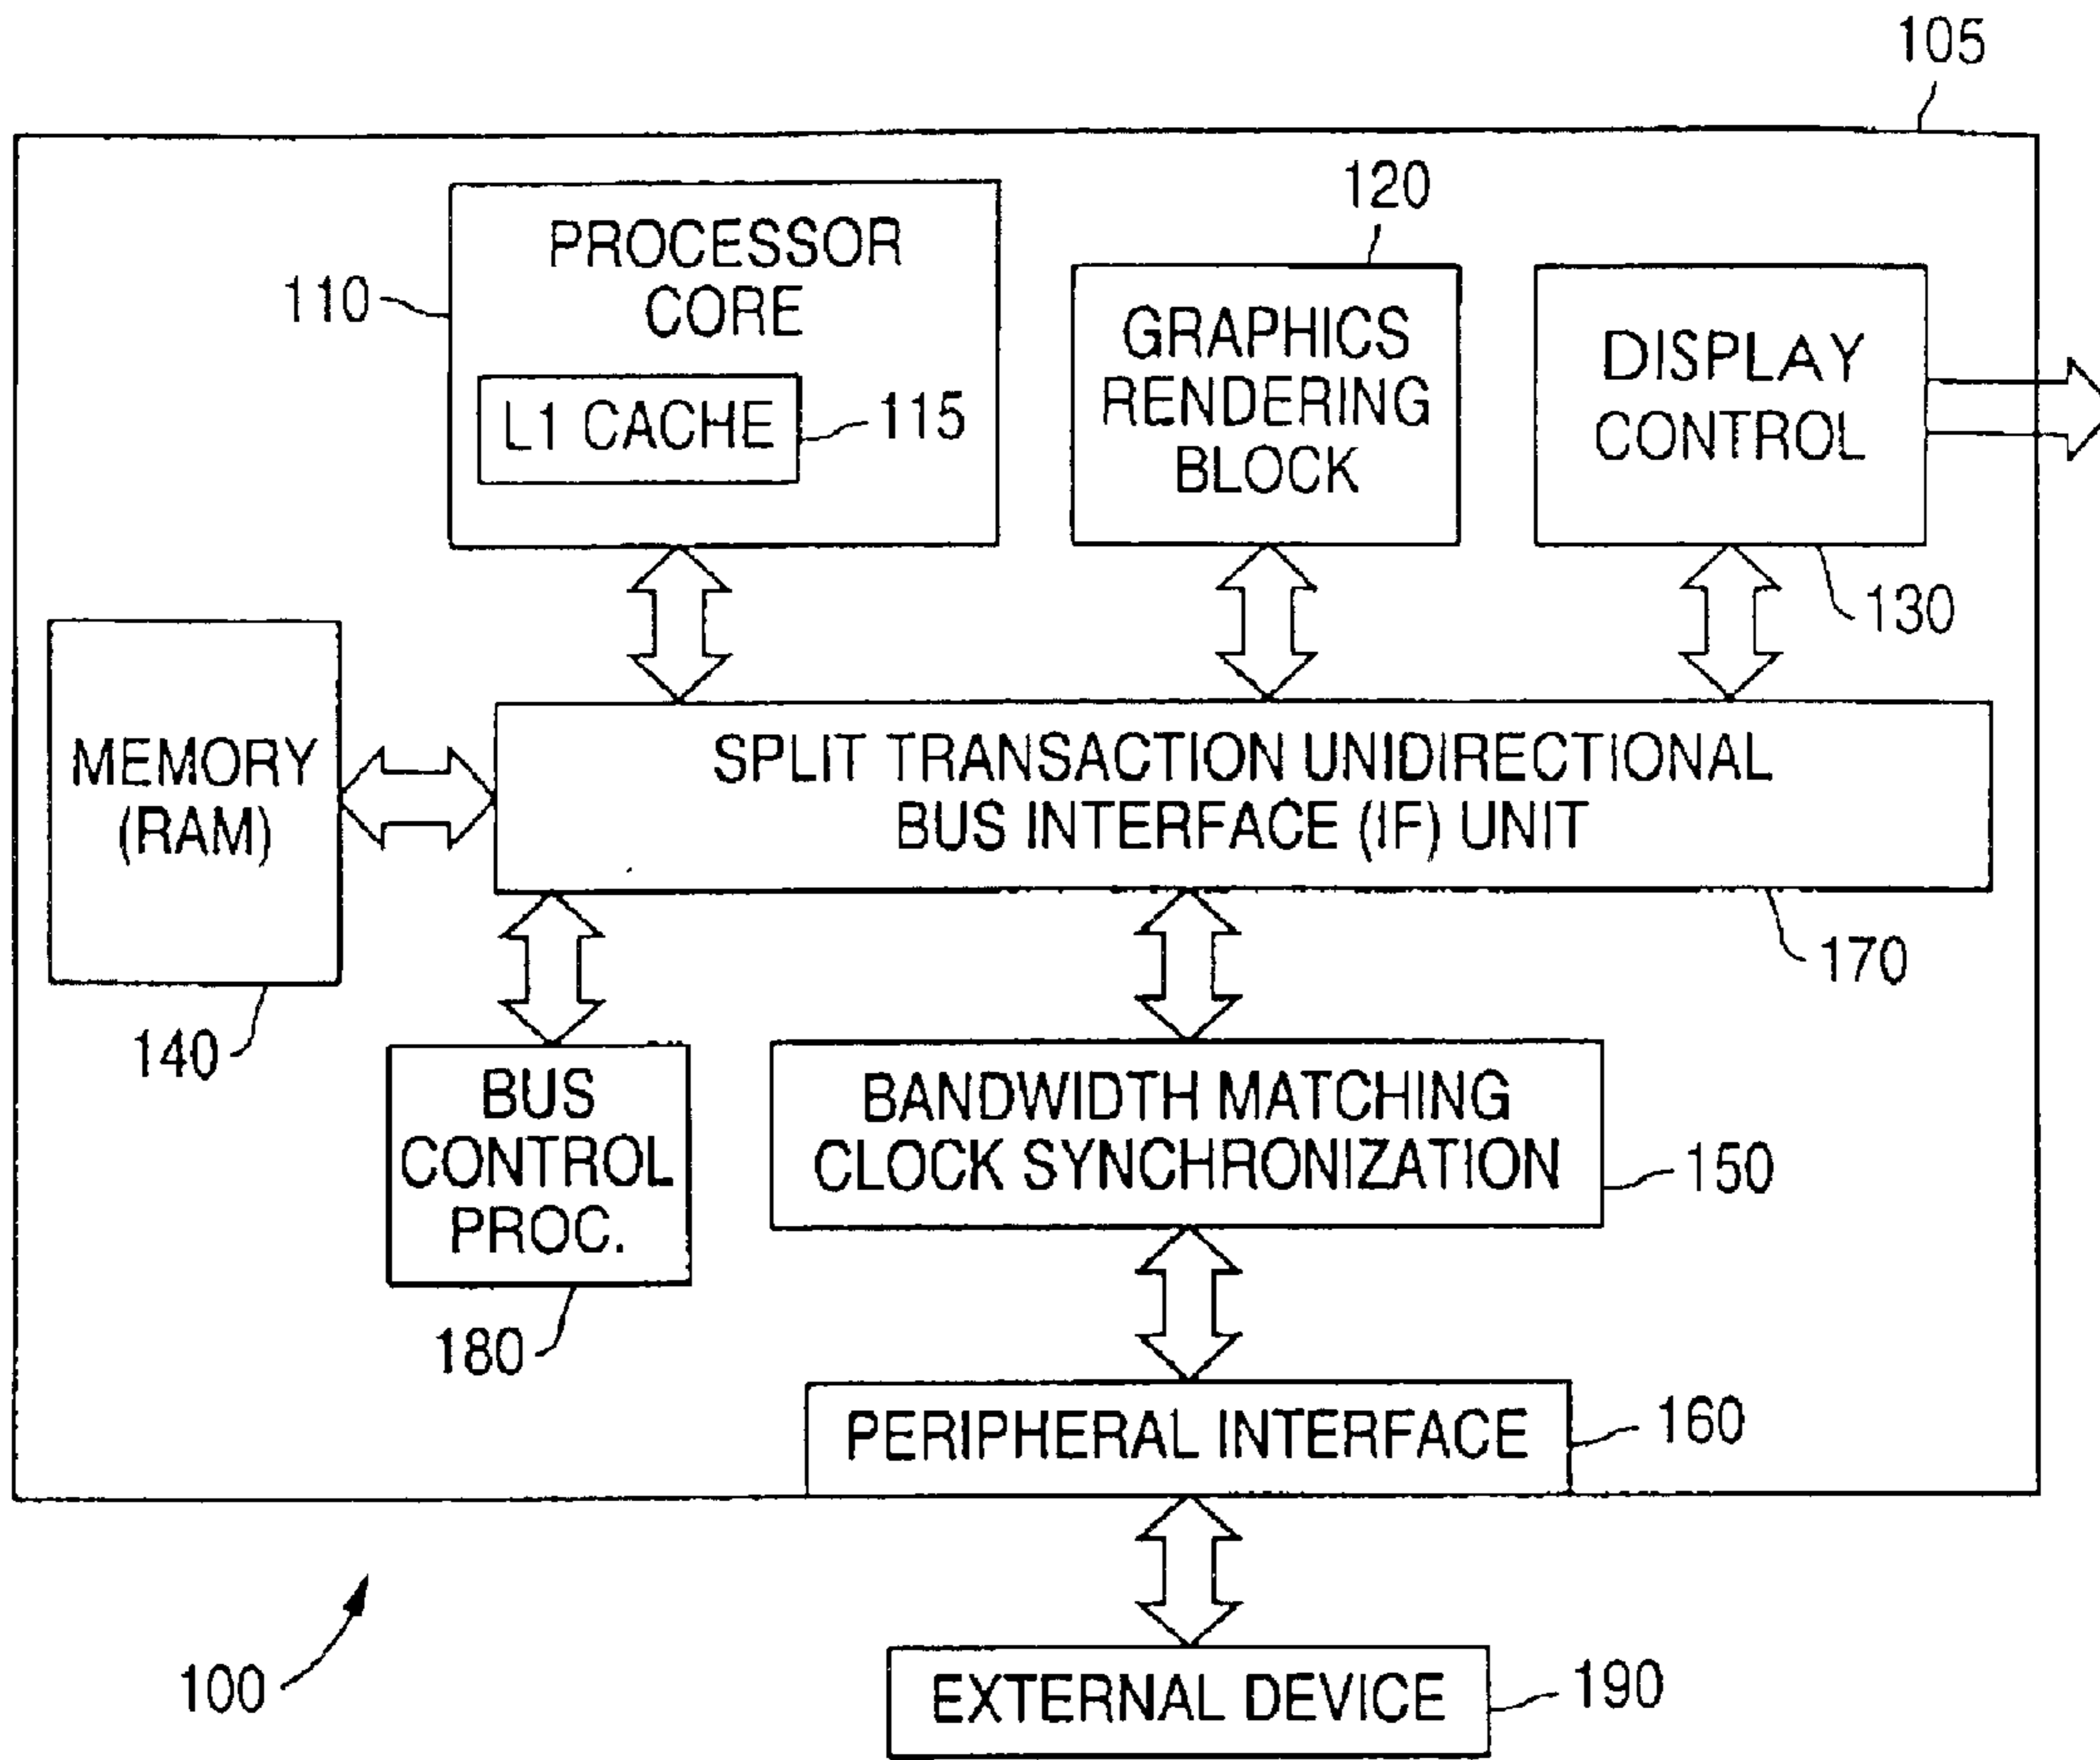 105
PROCESSOR
CORE
110
L1 CACHE
115
120
GRAPHICS
RENDERING
BLOCK
DISPLAY
CONTROL
130
MEMORY
(RAM)
140
SPLIT TRANSACTION UNIDIRECTIONAL
BUS INTERFACE (IF) UNIT
170
BUS
CONTROL
PROC.
180
BANDWIDTH MATCHING
CLOCK SYNCHRONIZATION
150
PERIPHERAL INTERFACE
160
100
EXTERNAL DEVICE
190